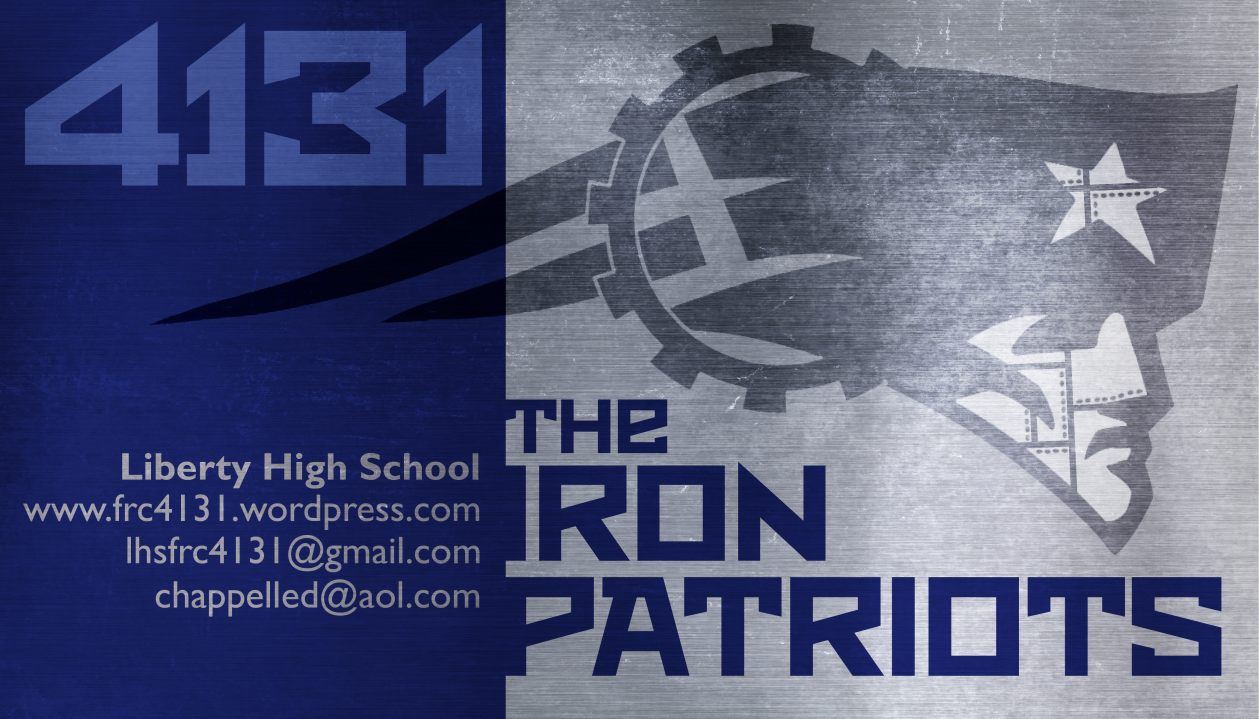 4131
Liberty High School
www.frc4131.wordpress.com
lhsfrc4131@gmail.com
chappelled@aol.com
THE
IRON
PATRIOTS